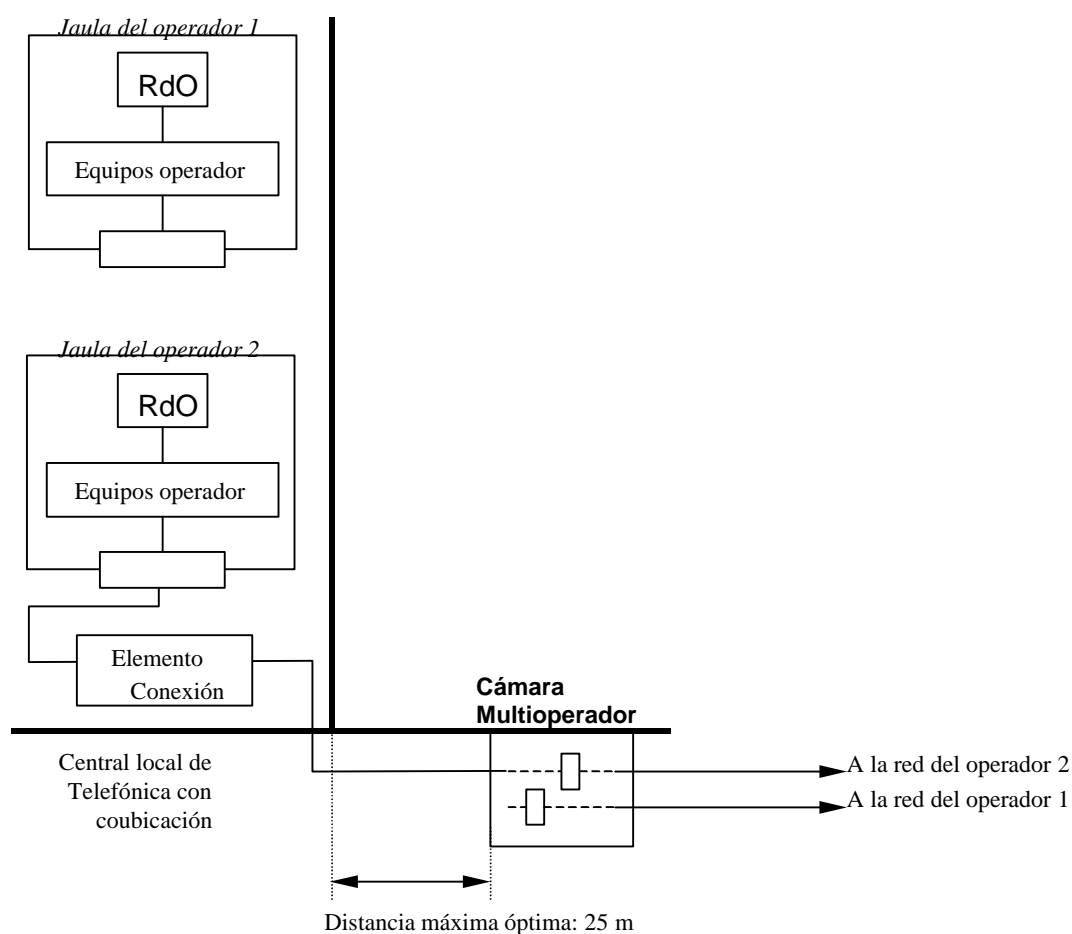 Jaula del operador 1
RdO
Equipos operador
Jaula del operador 2
RdO
Equipos operador
Elemento
Conexión
Cámara
Multioperador
Central local de
Telefónica con
coubicación
A la red del operador 2
A la red del operador 1
Distancia máxima óptima: 25 m